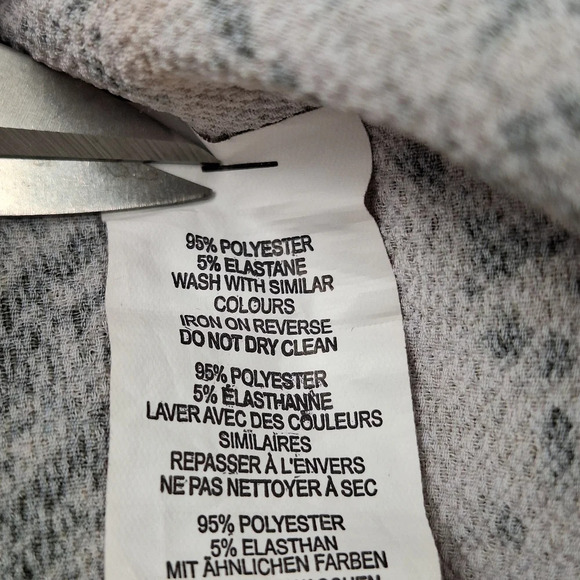 95% POLYESTER
5% ELASTANE
WASH WITH SIMILAR
COLOURS
IRON ON REVERSE
DO NOT DRY CLEAN
95% POLYESTER
5% ÉLASTHANNE
LAVER AVEC DES COULEURS
SIMILAIRES
REPASSER À L'ENVERS
NE PAS NETTOYER À SEC
95% POLYESTER
5% ELASTHAN
MIT ÄHNLICHEN FARBEN